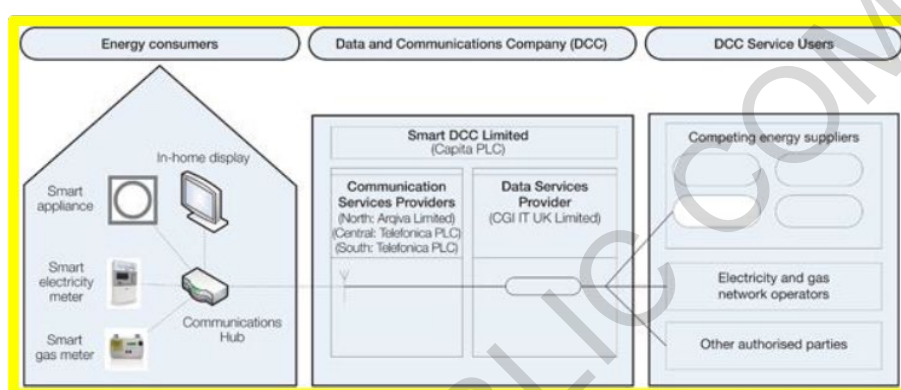 Energy consumers
Data and Communications Company (DCC)
DCC Service Users
In-home display
Smart
appliance
Smart
electricity
meter
Communications
Hub
Smart
gas meter
Smart DCC Limited
(Capita PLC)
Communication
Services Providers
(North: Arqiva Limited)
(Central: Telefonica PLC)
(South: Telefonica PLC)
Data Services
Provider
(CGI IT UK Limited)
Competing energy suppliers
Electricity and gas
network operators
Other authorised parties